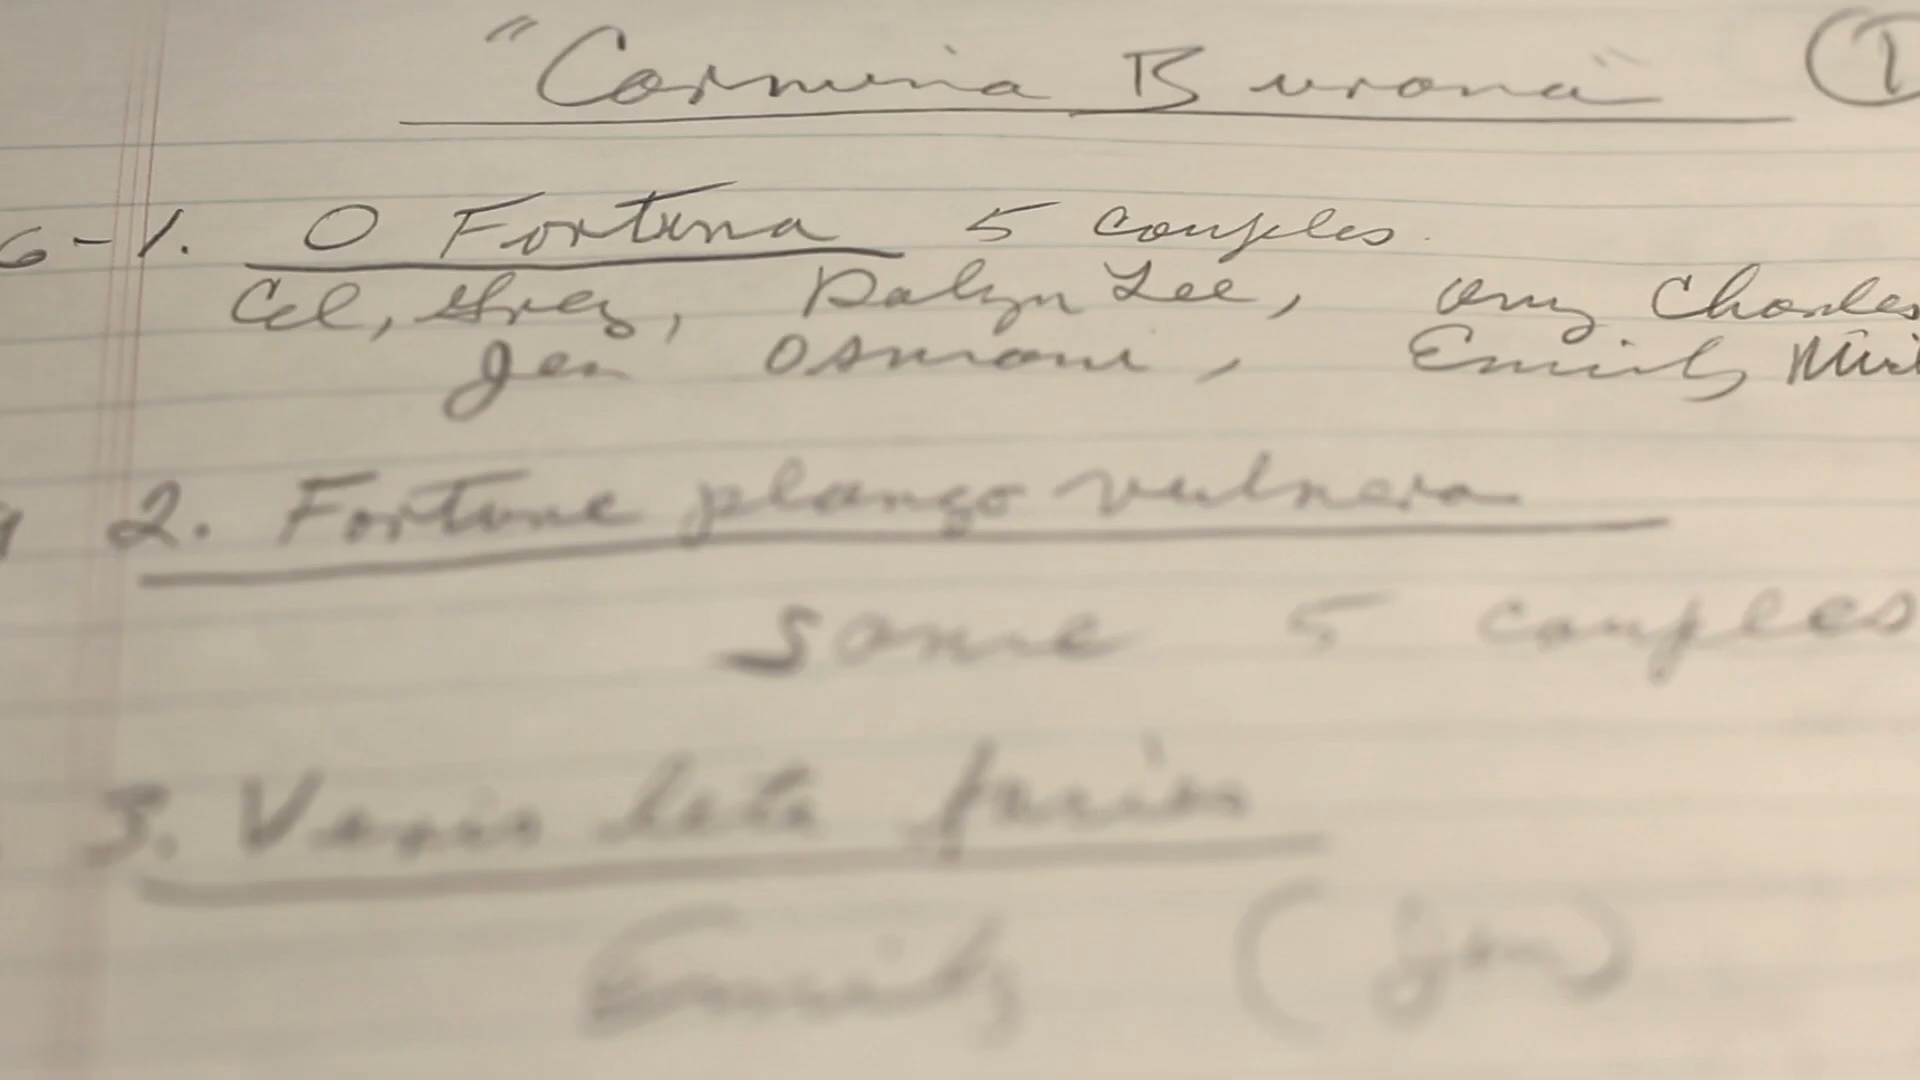 "Carmina Burana" 1
6-1. O Fortuna 5 couples.
Cel, Greg, Dalyn Lee, Amy Charles
Jen Osmani, Emily
2. Fortune plango vulnera
same 5 couples
3. Veris leta facies
Emily (Jen)